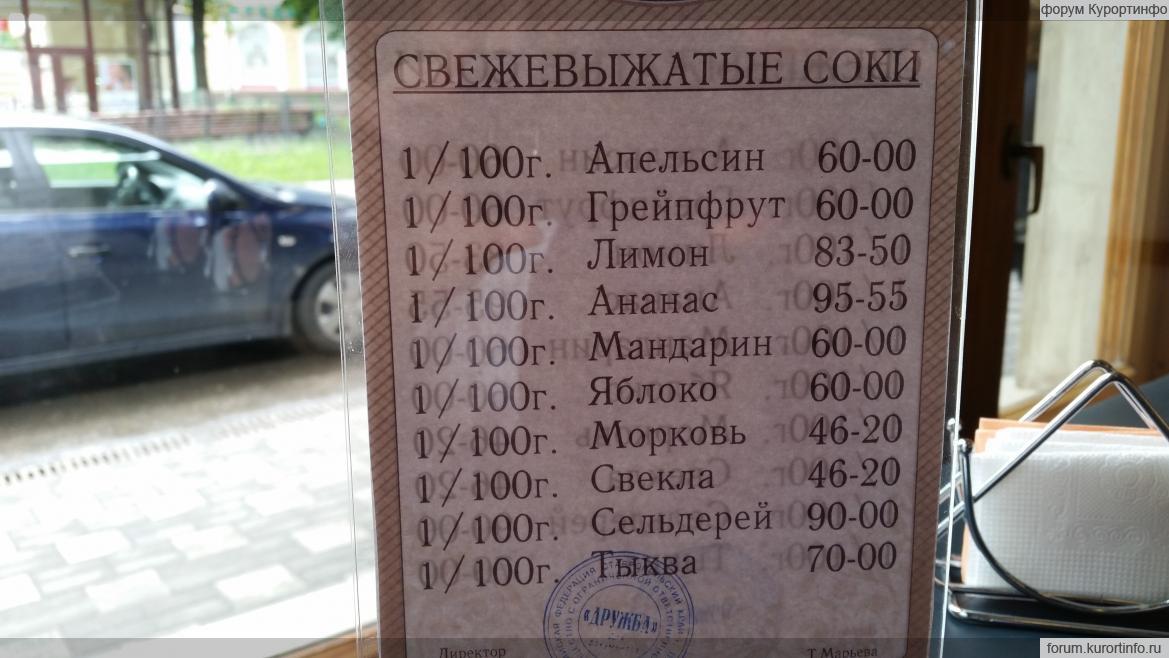 форум Курортинфо
СВЕЖЕВЫЖАТЫЕ СОКИ
1/100г. Апельсин 60-00
1/100г. Грейпфрут 60-00
1/100г. Лимон 83-50
1/100г. Ананас 95-55
1/100г. Мандарин 60-00
1/100г. Яблоко 60-00
1/100г. Морковь 46-20
1/100г. Свекла 46-20
1/100г. Сельдерей 90-00
1/100г. Тыква 70-00
«ДРУЖБА»
Директор Т.Марьева
forum.kurortinfo.ru